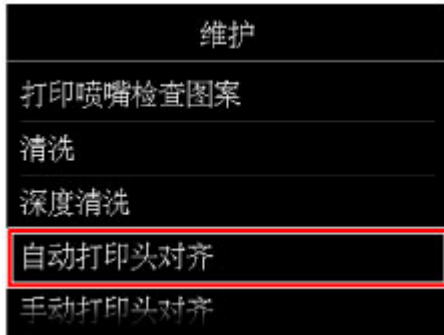 维护
打印喷嘴检查图案
清洗
深度清洗
自动打印头对齐
手动打印头对齐